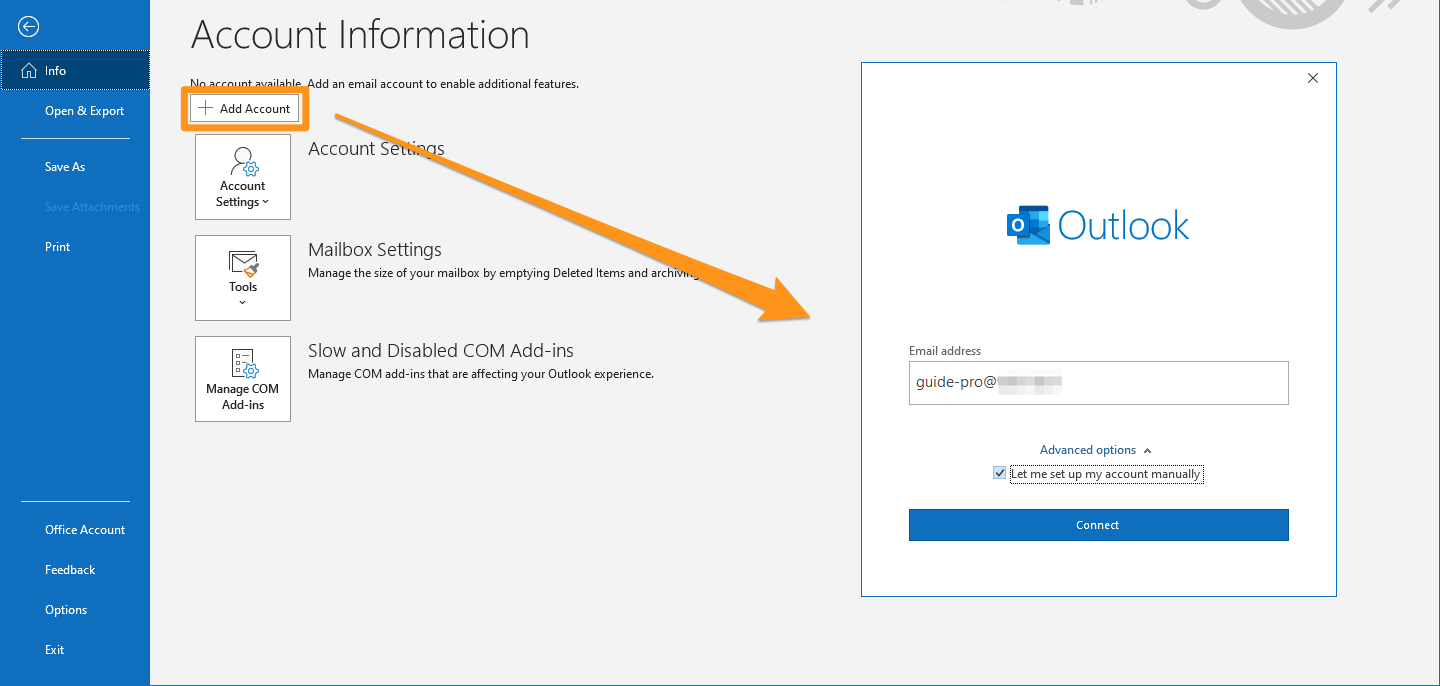 Account Information
Info
No account available. Add an email account to enable additional features.
Open & Export
Add Account
Account Settings
Save As
Account
Settings
Save Attachments
Print
Mailbox Settings
Manage the size of your mailbox by emptying Deleted Items and archiving
Tools
Slow and Disabled COM Add-ins
Manage COM add-ins that are affecting your Outlook experience.
Manage COM
Add-ins
Office Account
Feedback
Options
Exit
Outlook
Email address
guide-pro@
Advanced options
Let me set up my account manually
Connect